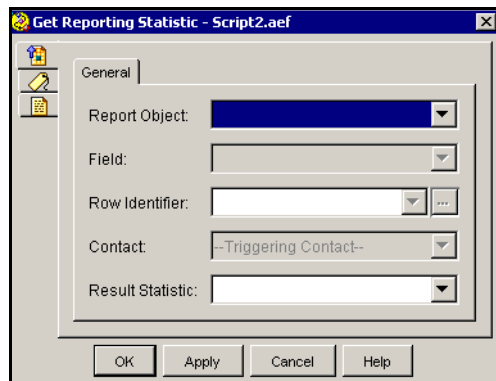 Get Reporting Statistic - Script2.aef
General
Report Object:
Field:
Row Identifier:
...
Contact: --Triggering Contact--
Result Statistic:
OK Apply Cancel Help